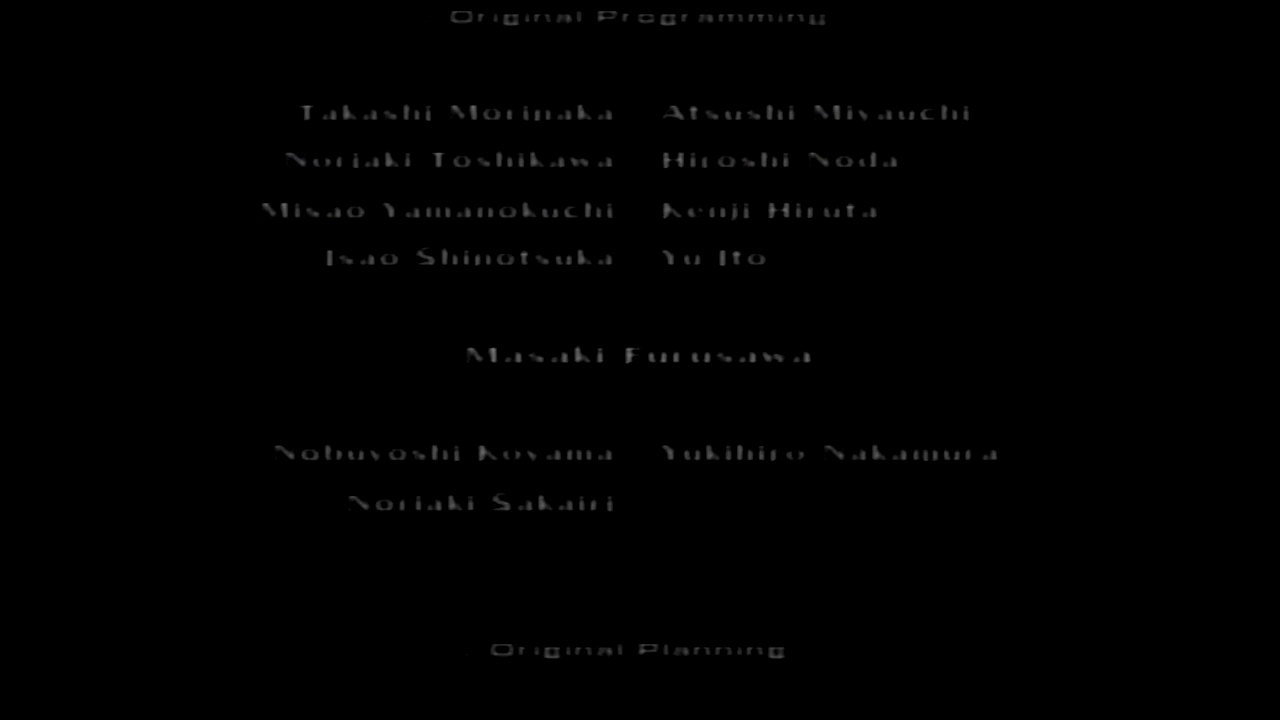 Original Programming
Takashi Morinaka Atsushi Miyauchi
Noriaki Toshikawa Hiroshi Noda
Misao Yamanokuchi Kenji Hiruta
Isao Shinotsuka Yu Ito
Masaki Furusawa
Nobuyoshi Koyama Yukihiro Nakamura
Noriaki Sakairi
Original Planning